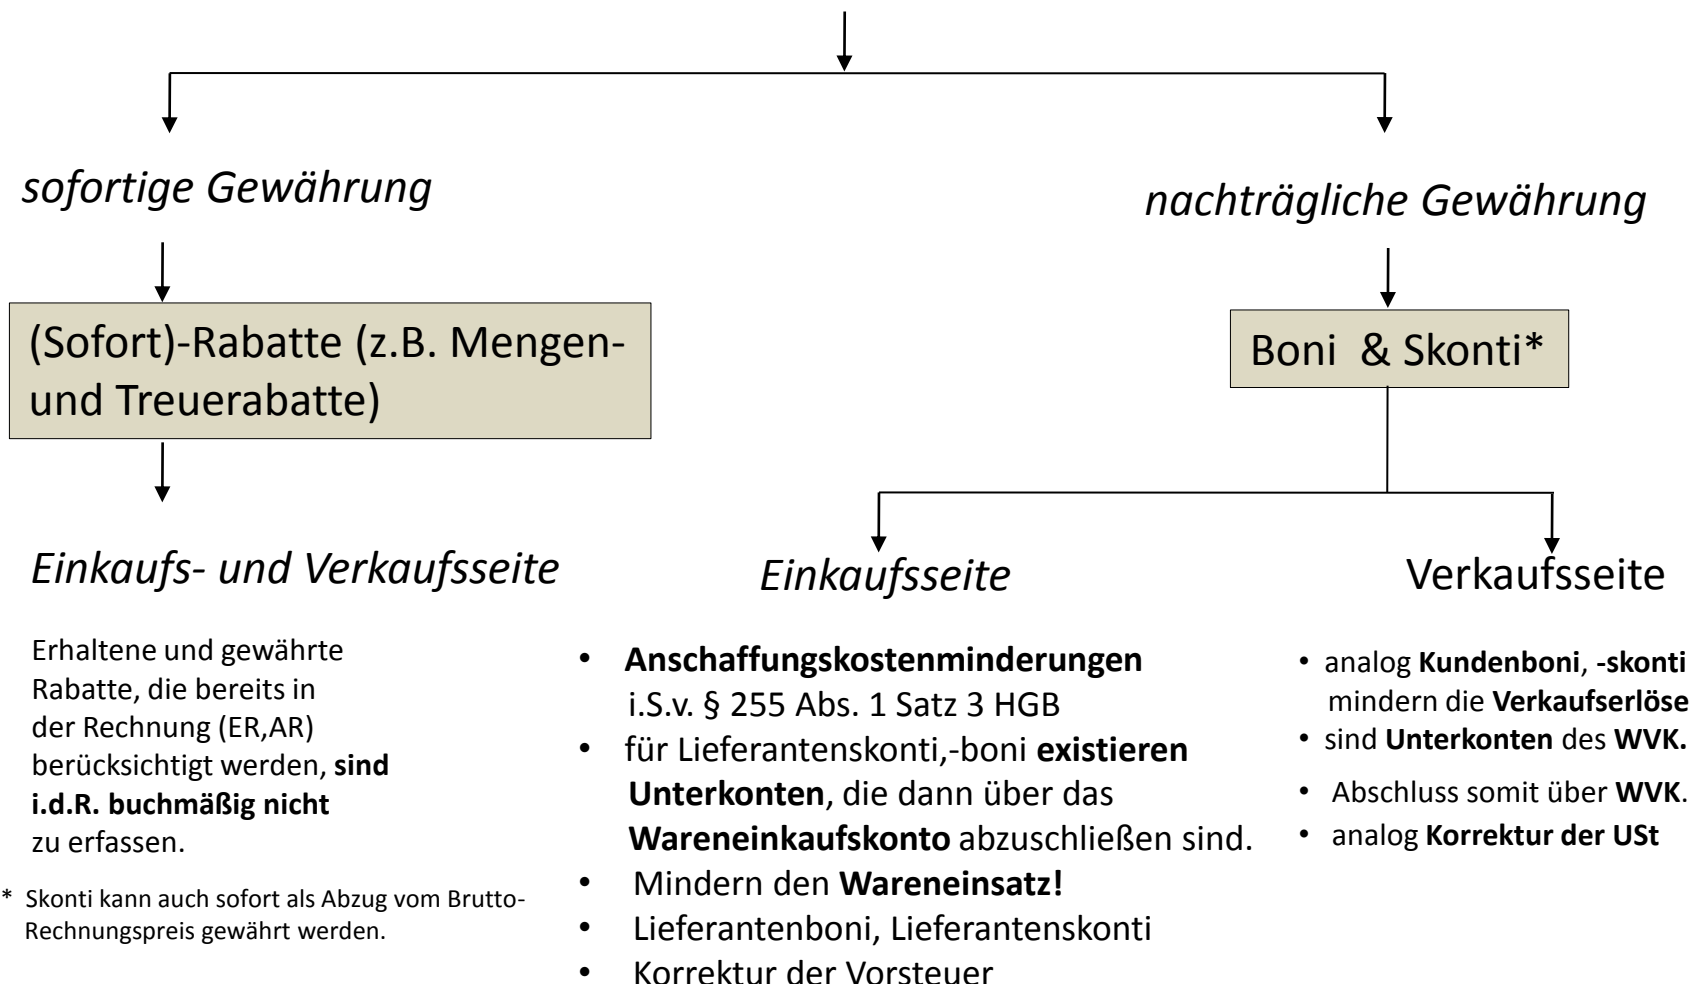 sofortige Gewährung
nachträgliche Gewährung
(Sofort)-Rabatte (z.B. Mengen-
und Treuerabatte)
Boni & Skonti*
Einkaufs- und Verkaufsseite
Erhaltene und gewährte
Rabatte, die bereits in
der Rechnung (ER,AR)
berücksichtigt werden, sind
i.d.R. buchmäßig nicht
zu erfassen.
* Skonti kann auch sofort als Abzug vom Brutto-
Rechnungspreis gewährt werden.
Einkaufsseite
• Anschaffungskostenminderungen
i.S.v. § 255 Abs. 1 Satz 3 HGB
• für Lieferantenskonti,-boni existieren
Unterkonten, die dann über das
Wareneinkaufskonto abzuschließen sind.
• Mindern den Wareneinsatz!
• Lieferantenboni, Lieferantenskonti
• Korrektur der Vorsteuer
Verkaufsseite
• analog Kundenboni, -skonti
mindern die Verkaufserlöse
• sind Unterkonten des WVK.
• Abschluss somit über WVK.
• analog Korrektur der USt